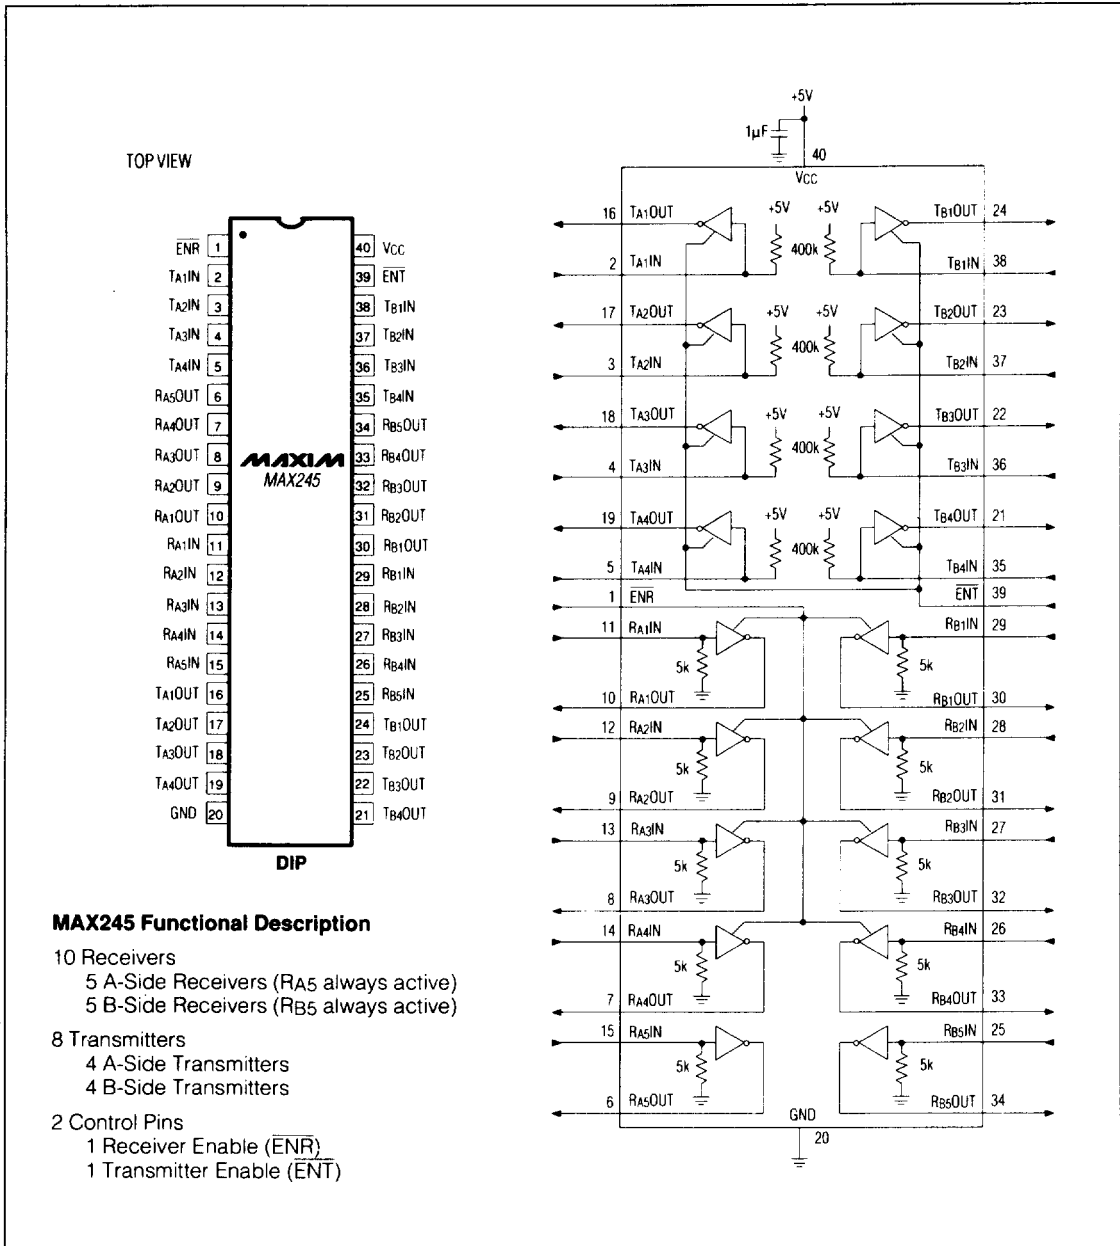 TOP VIEW
E̅N̅R̅ 1
TA1IN 2
TA2IN 3
TA3IN 4
TA4IN 5
RA5OUT 6
RA4OUT 7
RA3OUT 8
RA2OUT 9
RA1OUT 10
RA1IN 11
RA2IN 12
RA3IN 13
RA4IN 14
RA5IN 15
TA1OUT 16
TA2OUT 17
TA3OUT 18
TA4OUT 19
GND 20
MAXIM
MAX245
40 VCC
39 E̅N̅T̅
38 TB1IN
37 TB2IN
36 TB3IN
35 TB4IN
34 RB5OUT
33 RB4OUT
32 RB3OUT
31 RB2OUT
30 RB1OUT
29 RB1IN
28 RB2IN
27 RB3IN
26 RB4IN
25 RB5IN
24 TB1OUT
23 TB2OUT
22 TB3OUT
21 TB4OUT
DIP
MAX245 Functional Description
10 Receivers
5 A-Side Receivers (RA5 always active)
5 B-Side Receivers (RB5 always active)
8 Transmitters
4 A-Side Transmitters
4 B-Side Transmitters
2 Control Pins
1 Receiver Enable (E̅N̅R̅)
1 Transmitter Enable (E̅N̅T̅)
+5V
1µF
40
VCC
16 TA1OUT +5V +5V TB1OUT 24
400k
2 TA1IN TB1IN 38
17 TA2OUT +5V +5V TB2OUT 23
400k
3 TA2IN TB2IN 37
18 TA3OUT +5V +5V TB3OUT 22
400k
4 TA3IN TB3IN 36
19 TA4OUT +5V +5V TB4OUT 21
400k
5 TA4IN TB4IN 35
1 E̅N̅R̅ E̅N̅T̅ 39
11 RA1IN RB1IN 29
5k 5k
10 RA1OUT RB1OUT 30
12 RA2IN RB2IN 28
5k 5k
9 RA2OUT RB2OUT 31
13 RA3IN RB3IN 27
5k 5k
8 RA3OUT RB3OUT 32
14 RA4IN RB4IN 26
5k 5k
7 RA4OUT RB4OUT 33
15 RA5IN RB5IN 25
5k 5k
6 RA5OUT RB5OUT 34
GND
20